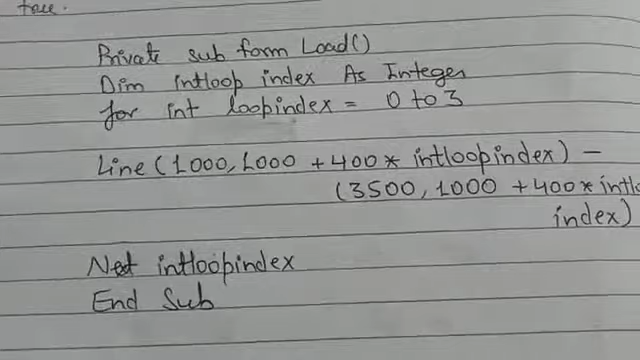 face.
Private sub form Load()
Dim intloop index As Integer
for int loopindex = 0 to 3
Line (1000, 1000 + 400* intloopindex) –
(3500, 1000 + 400* intlo
index)
Next intloopindex
End Sub